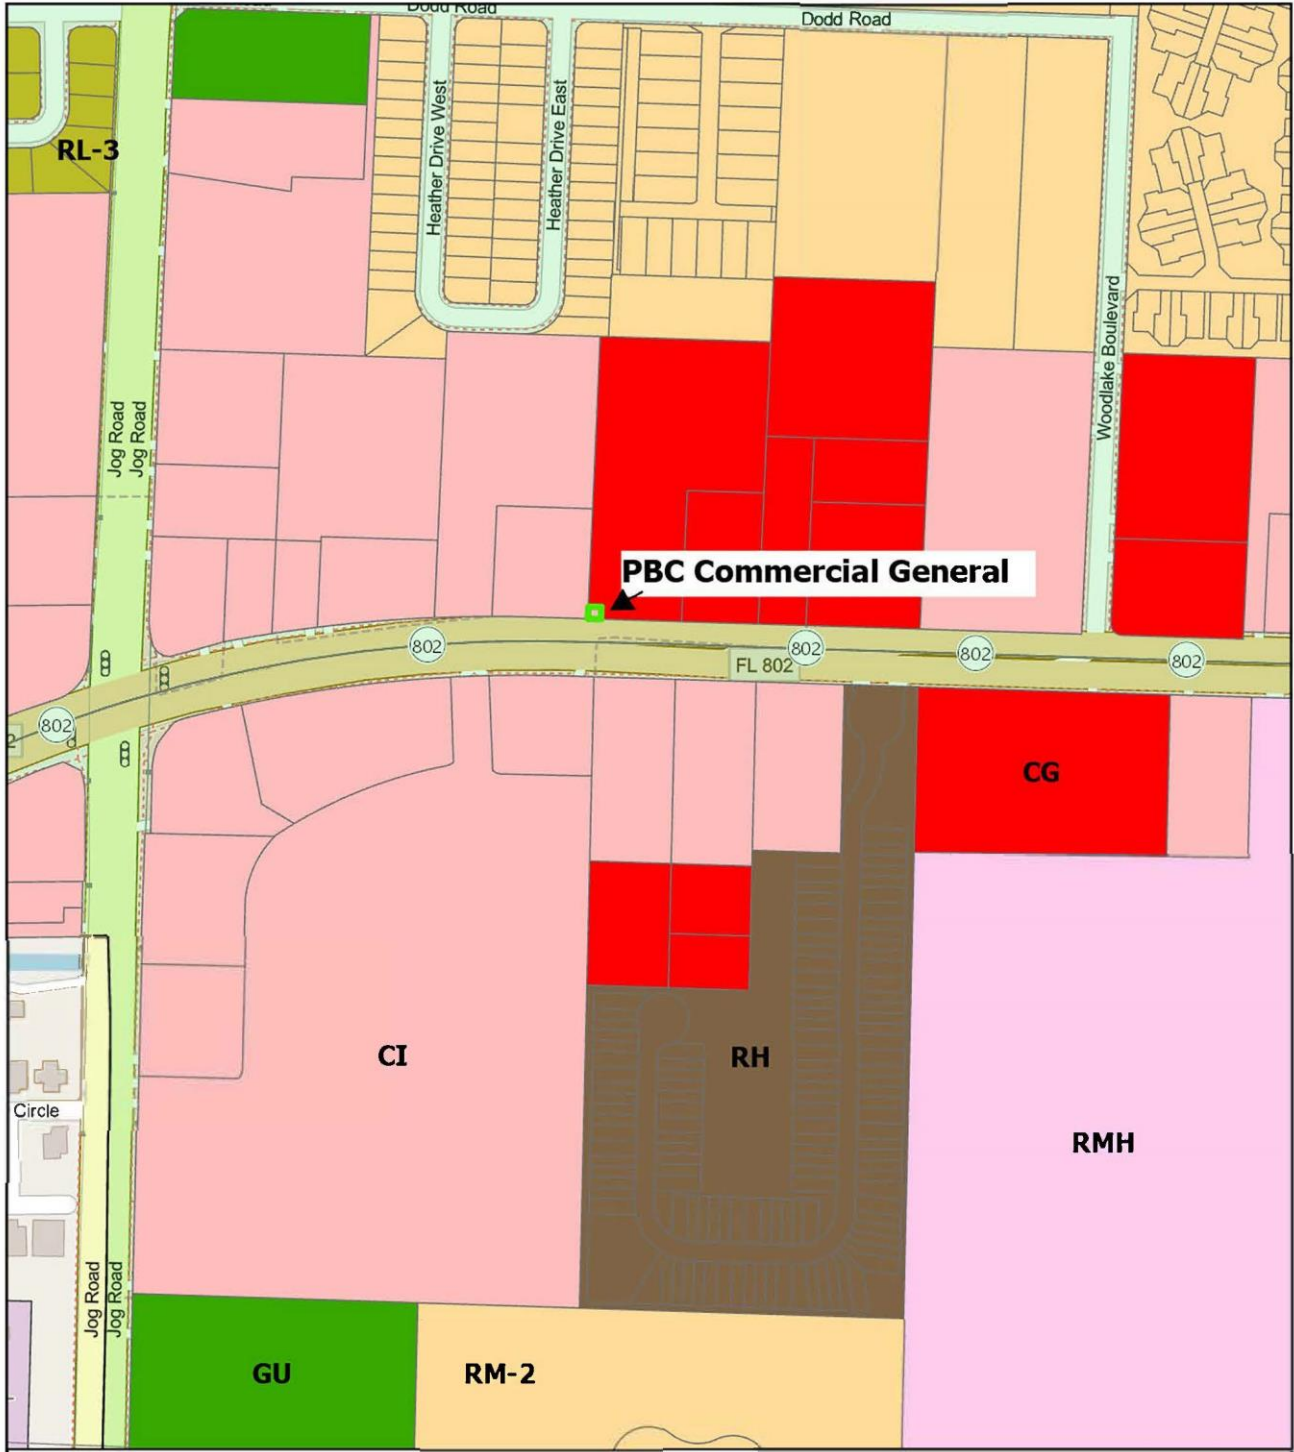 Dodd Road
Dodd Road
RL-3
Heather Drive West
Heather Drive East
Woodlake Boulevard
Jog Road
Jog Road
PBC Commercial General
802
802
802
802
FL 802
802
2
CG
CI
RH
Circle
RMH
Jog Road
Jog Road
GU
RM-2